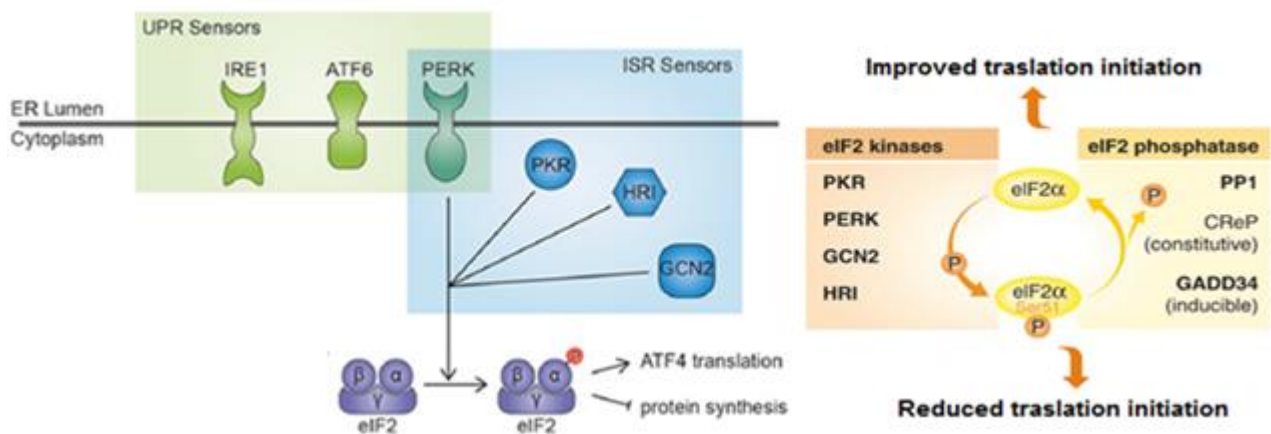 UPR Sensors
IRE1
ATF6
PERK
ISR Sensors
ER Lumen
Cytoplasm
PKR
HRI
GCN2
β
α
γ
eIF2
β
α
P
γ
eIF2
ATF4 translation
protein synthesis
Improved traslation initiation
eIF2 kinases
eIF2 phosphatase
PKR
PERK
GCN2
HRI
eIF2α
P
P
eIF2α
Ser51
P
PP1
CReP
(constitutive)
GADD34
(inducible)
Reduced traslation initiation